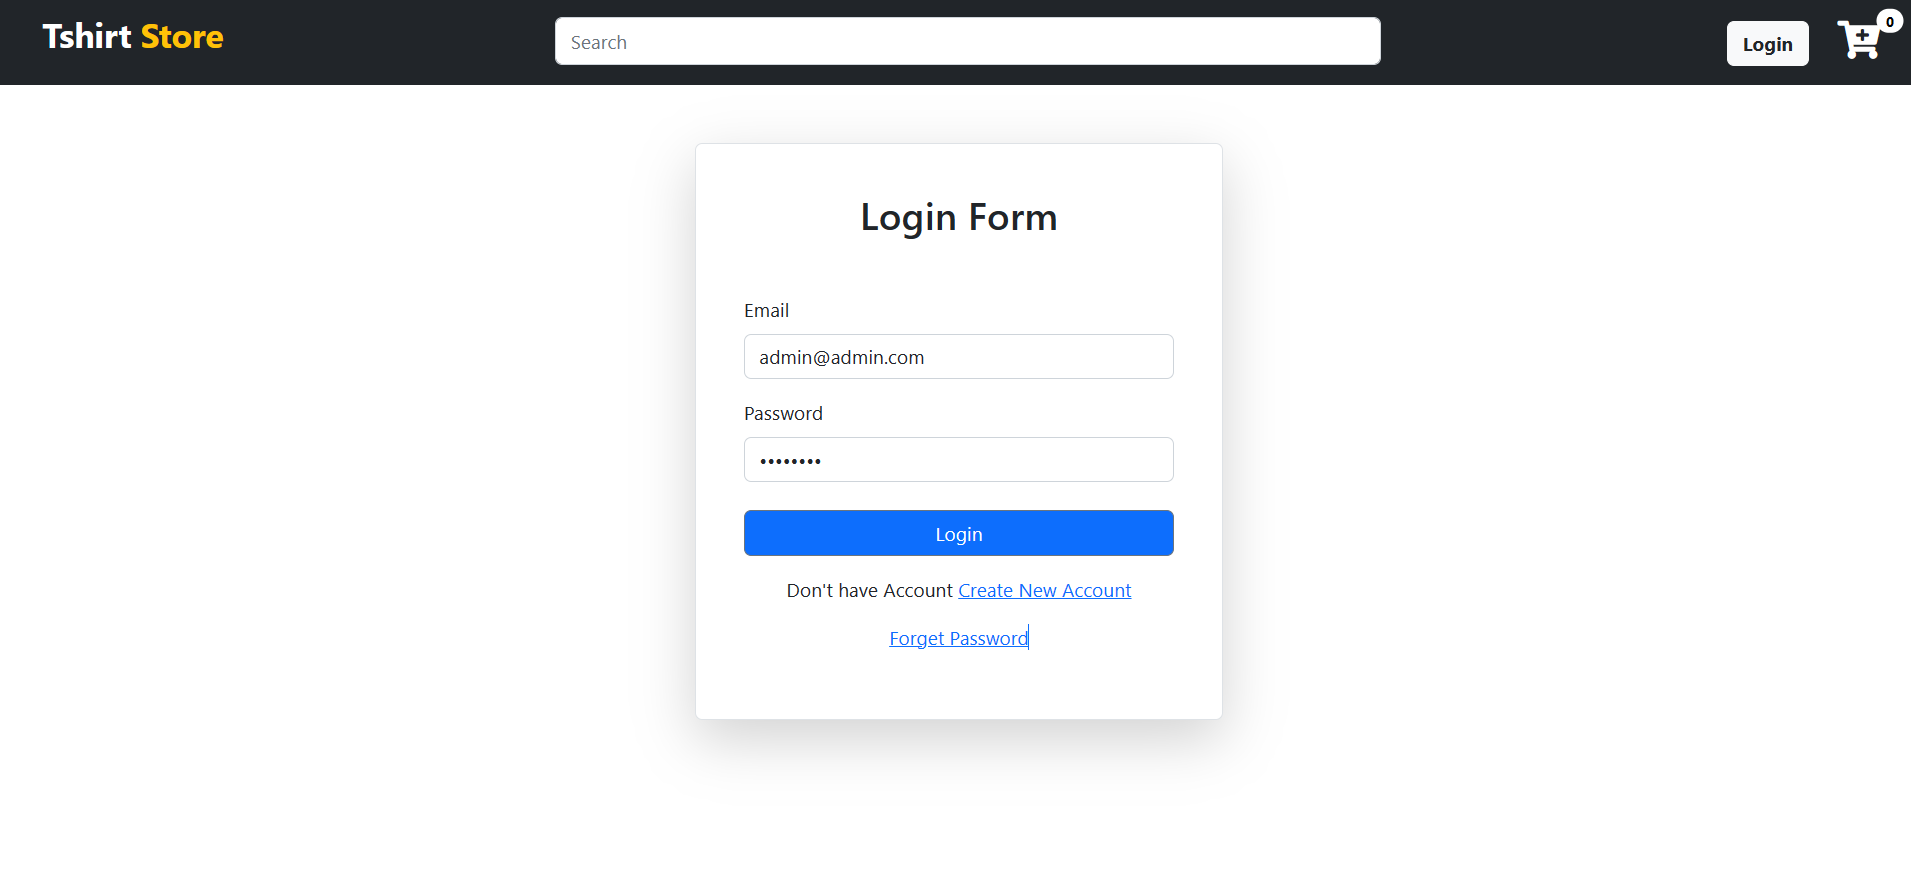 Tshirt Store
Search
Login
0
Login Form
Email
admin@admin.com
Password
••••••••
Login
Don't have Account Create New Account
Forget Password